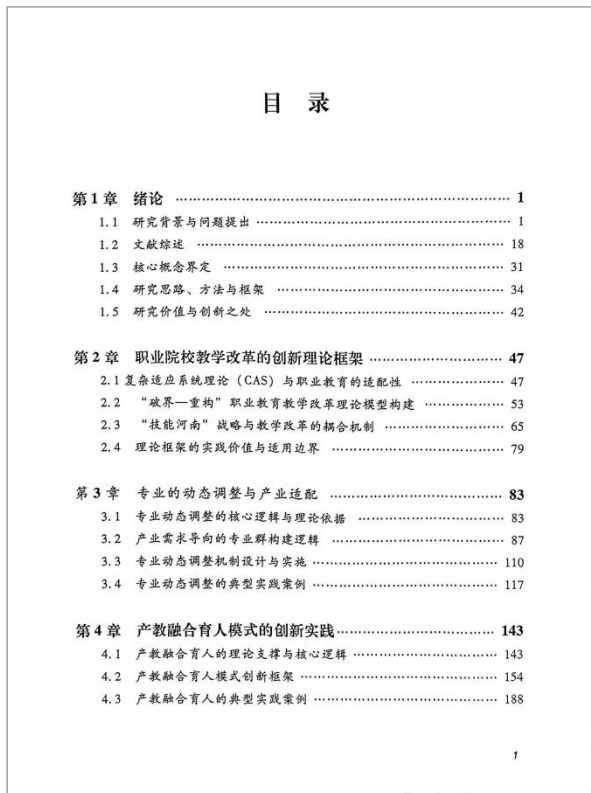 目 录
第1章 绪论 …… 1
1.1 研究背景与问题提出 …… 1
1.2 文献综述 …… 18
1.3 核心概念界定 …… 31
1.4 研究思路、方法与框架 …… 34
1.5 研究价值与创新之处 …… 42
第2章 职业院校教学改革的创新理论框架 …… 47
2.1 复杂适应系统理论（CAS）与职业教育的适配性 …… 47
2.2 “破界—重构”职业教育教学改革理论模型构建 …… 53
2.3 “技能河南”战略与教学改革的耦合机制 …… 65
2.4 理论框架的实践价值与适用边界 …… 79
第3章 专业的动态调整与产业适配 …… 83
3.1 专业动态调整的核心逻辑与理论依据 …… 83
3.2 产业需求导向的专业群构建逻辑 …… 87
3.3 专业动态调整机制设计与实施 …… 110
3.4 专业动态调整的典型实践案例 …… 117
第4章 产教融合育人模式的创新实践 …… 143
4.1 产教融合育人的理论支撑与核心逻辑 …… 143
4.2 产教融合育人模式创新框架 …… 154
4.3 产教融合育人的典型实践案例 …… 188
1